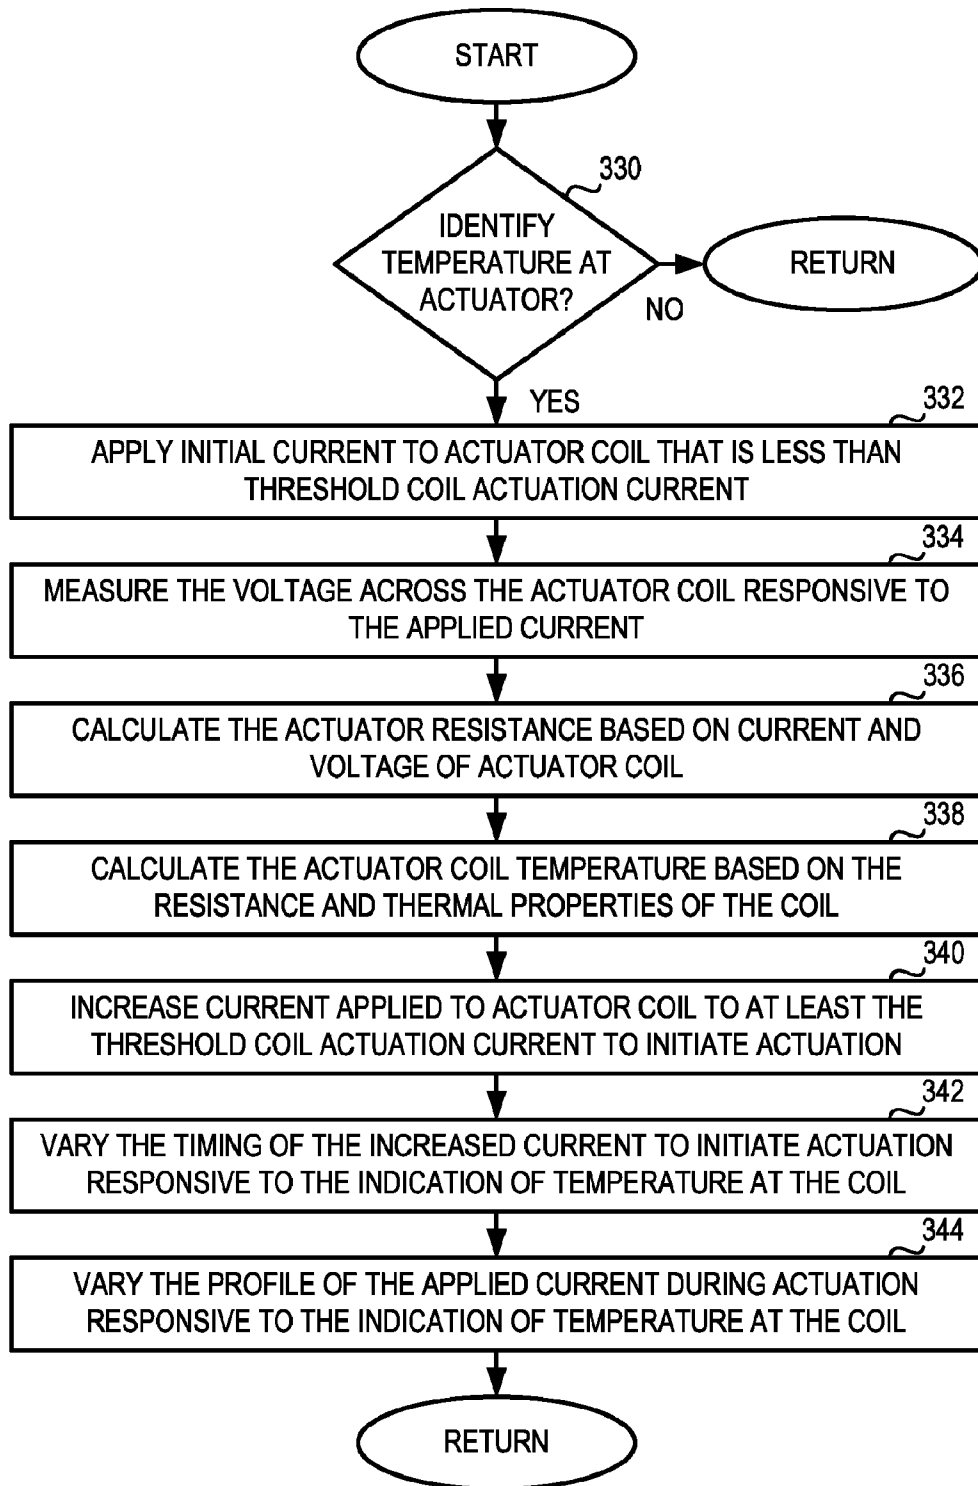 START
330
IDENTIFY
TEMPERATURE AT
ACTUATOR?
RETURN
NO
YES
332
APPLY INITIAL CURRENT TO ACTUATOR COIL THAT IS LESS THAN
THRESHOLD COIL ACTUATION CURRENT
334
MEASURE THE VOLTAGE ACROSS THE ACTUATOR COIL RESPONSIVE TO
THE APPLIED CURRENT
336
CALCULATE THE ACTUATOR RESISTANCE BASED ON CURRENT AND
VOLTAGE OF ACTUATOR COIL
338
CALCULATE THE ACTUATOR COIL TEMPERATURE BASED ON THE
RESISTANCE AND THERMAL PROPERTIES OF THE COIL
340
INCREASE CURRENT APPLIED TO ACTUATOR COIL TO AT LEAST THE
THRESHOLD COIL ACTUATION CURRENT TO INITIATE ACTUATION
342
VARY THE TIMING OF THE INCREASED CURRENT TO INITIATE ACTUATION
RESPONSIVE TO THE INDICATION OF TEMPERATURE AT THE COIL
344
VARY THE PROFILE OF THE APPLIED CURRENT DURING ACTUATION
RESPONSIVE TO THE INDICATION OF TEMPERATURE AT THE COIL
RETURN